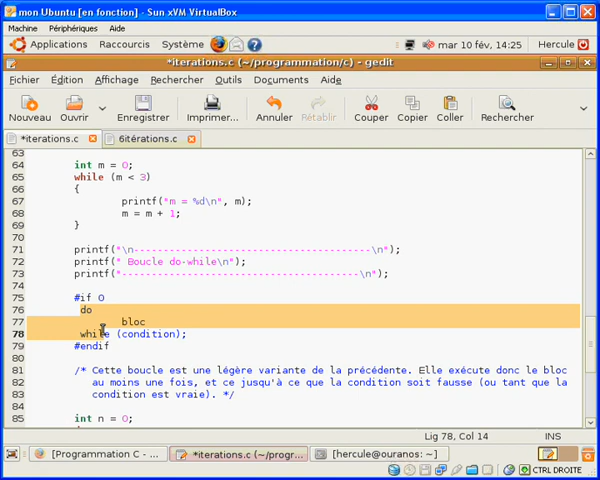 mon Ubuntu [en fonction] - Sun xVM VirtualBox
Machine Périphériques Aide
Applications Raccourcis Système mar 10 fév, 14:25 Hercule
*iterations.c (~/programmation/c) - gedit
Fichier Édition Affichage Rechercher Outils Documents Aide
Nouveau Ouvrir Enregistrer Imprimer... Annuler Rétablir Couper Copier Coller Rechercher
*iterations.c 6itérations.c
63
64 int m = 0;
65 while (m < 3)
66 {
67 printf("m = %d\n", m);
68 m = m + 1;
69 }
70
71 printf("\n---------------------------------------\n");
72 printf(" Boucle do-while\n");
73 printf("---------------------------------------\n");
74
75 #if 0
76 do
77 bloc
78 while (condition);
79 #endif
80
81 /* Cette boucle est une légère variante de la précédente. Elle exécute donc le bloc
82 au moins une fois, et ce jusqu'à ce que la condition soit fausse (ou tant que la
83 condition est vraie). */
84
85 int n = 0;
Lig 78, Col 14 INS
[Programmation C - ... *iterations.c (~/progr... [hercule@ouranos: ~]
CTRL DROITE